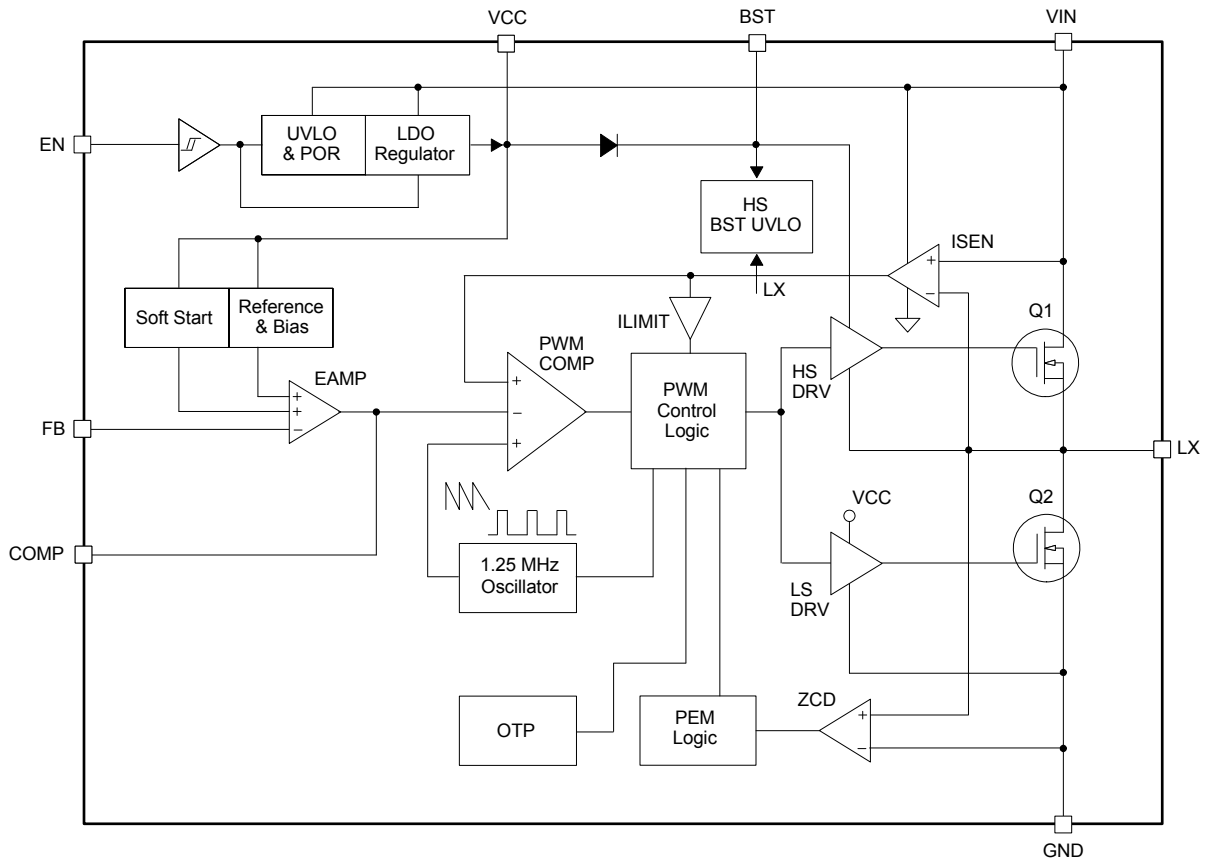 VCC
BST
VIN
EN
UVLO
& POR
LDO
Regulator
HS
BST UVLO
LX
ISEN
+
–
Soft Start
Reference
& Bias
ILIMIT
Q1
EAMP
+
+
–
PWM
COMP
+
–
+
PWM
Control
Logic
HS
DRV
FB
LX
COMP
1.25 MHz
Oscillator
VCC
LS
DRV
Q2
OTP
PEM
Logic
ZCD
+
–
GND